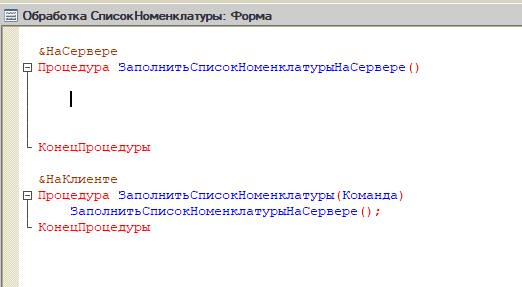 Обработка СписокНоменклатуры: Форма
&НаСервере
Процедура ЗаполнитьСписокНоменклатурыНаСервере()
КонецПроцедуры
&НаКлиенте
Процедура ЗаполнитьСписокНоменклатуры(Команда)
ЗаполнитьСписокНоменклатурыНаСервере();
КонецПроцедуры